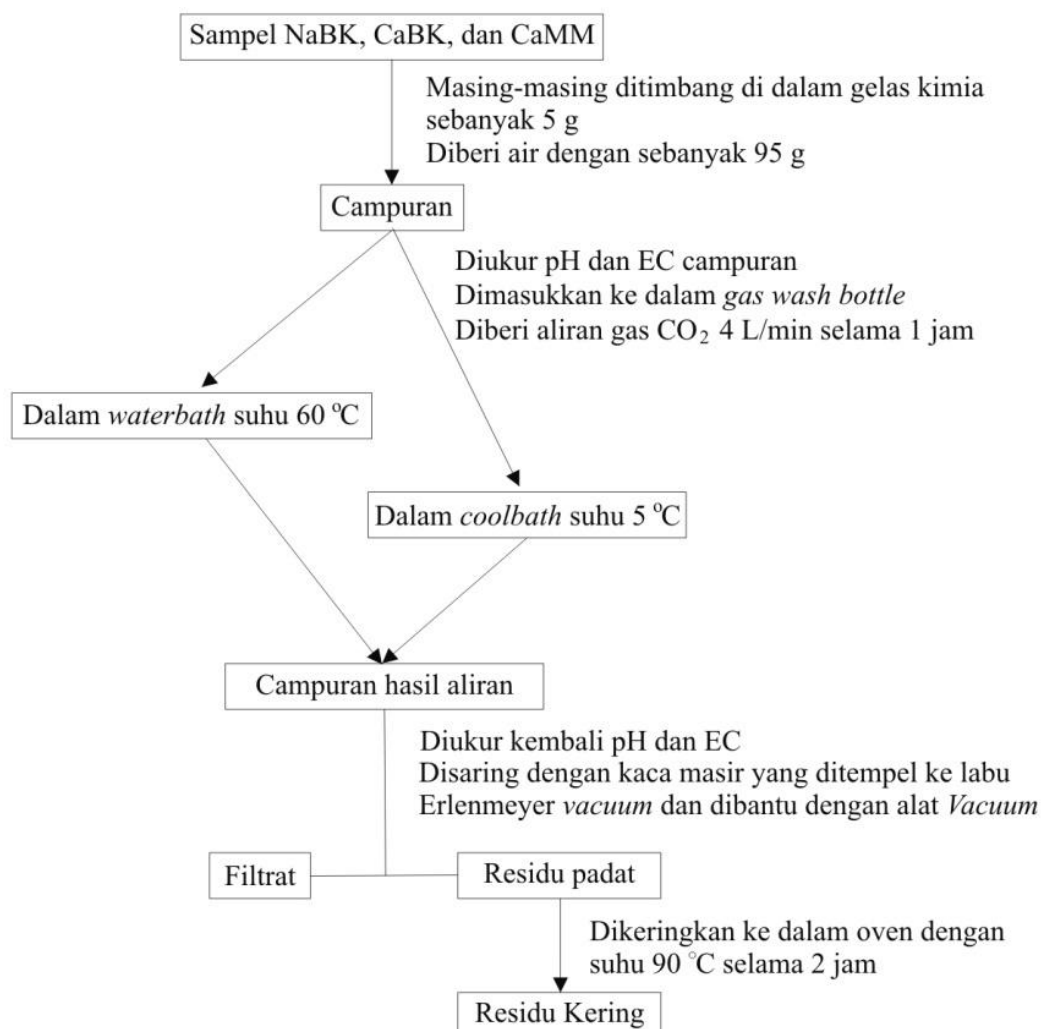 Sampel NaBK, CaBK, dan CaMM
Masing-masing ditimbang di dalam gelas kimia
sebanyak 5 g
Diberi air dengan sebanyak 95 g
Campuran
Diukur pH dan EC campuran
Dimasukkan ke dalam gas wash bottle
Diberi aliran gas CO₂ 4 L/min selama 1 jam
Dalam waterbath suhu 60 °C
Dalam coolbath suhu 5 °C
Campuran hasil aliran
Diukur kembali pH dan EC
Disaring dengan kaca masir yang ditempel ke labu
Erlenmeyer vacuum dan dibantu dengan alat Vacuum
Filtrat
Residu padat
Dikeringkan ke dalam oven dengan
suhu 90 °C selama 2 jam
Residu Kering